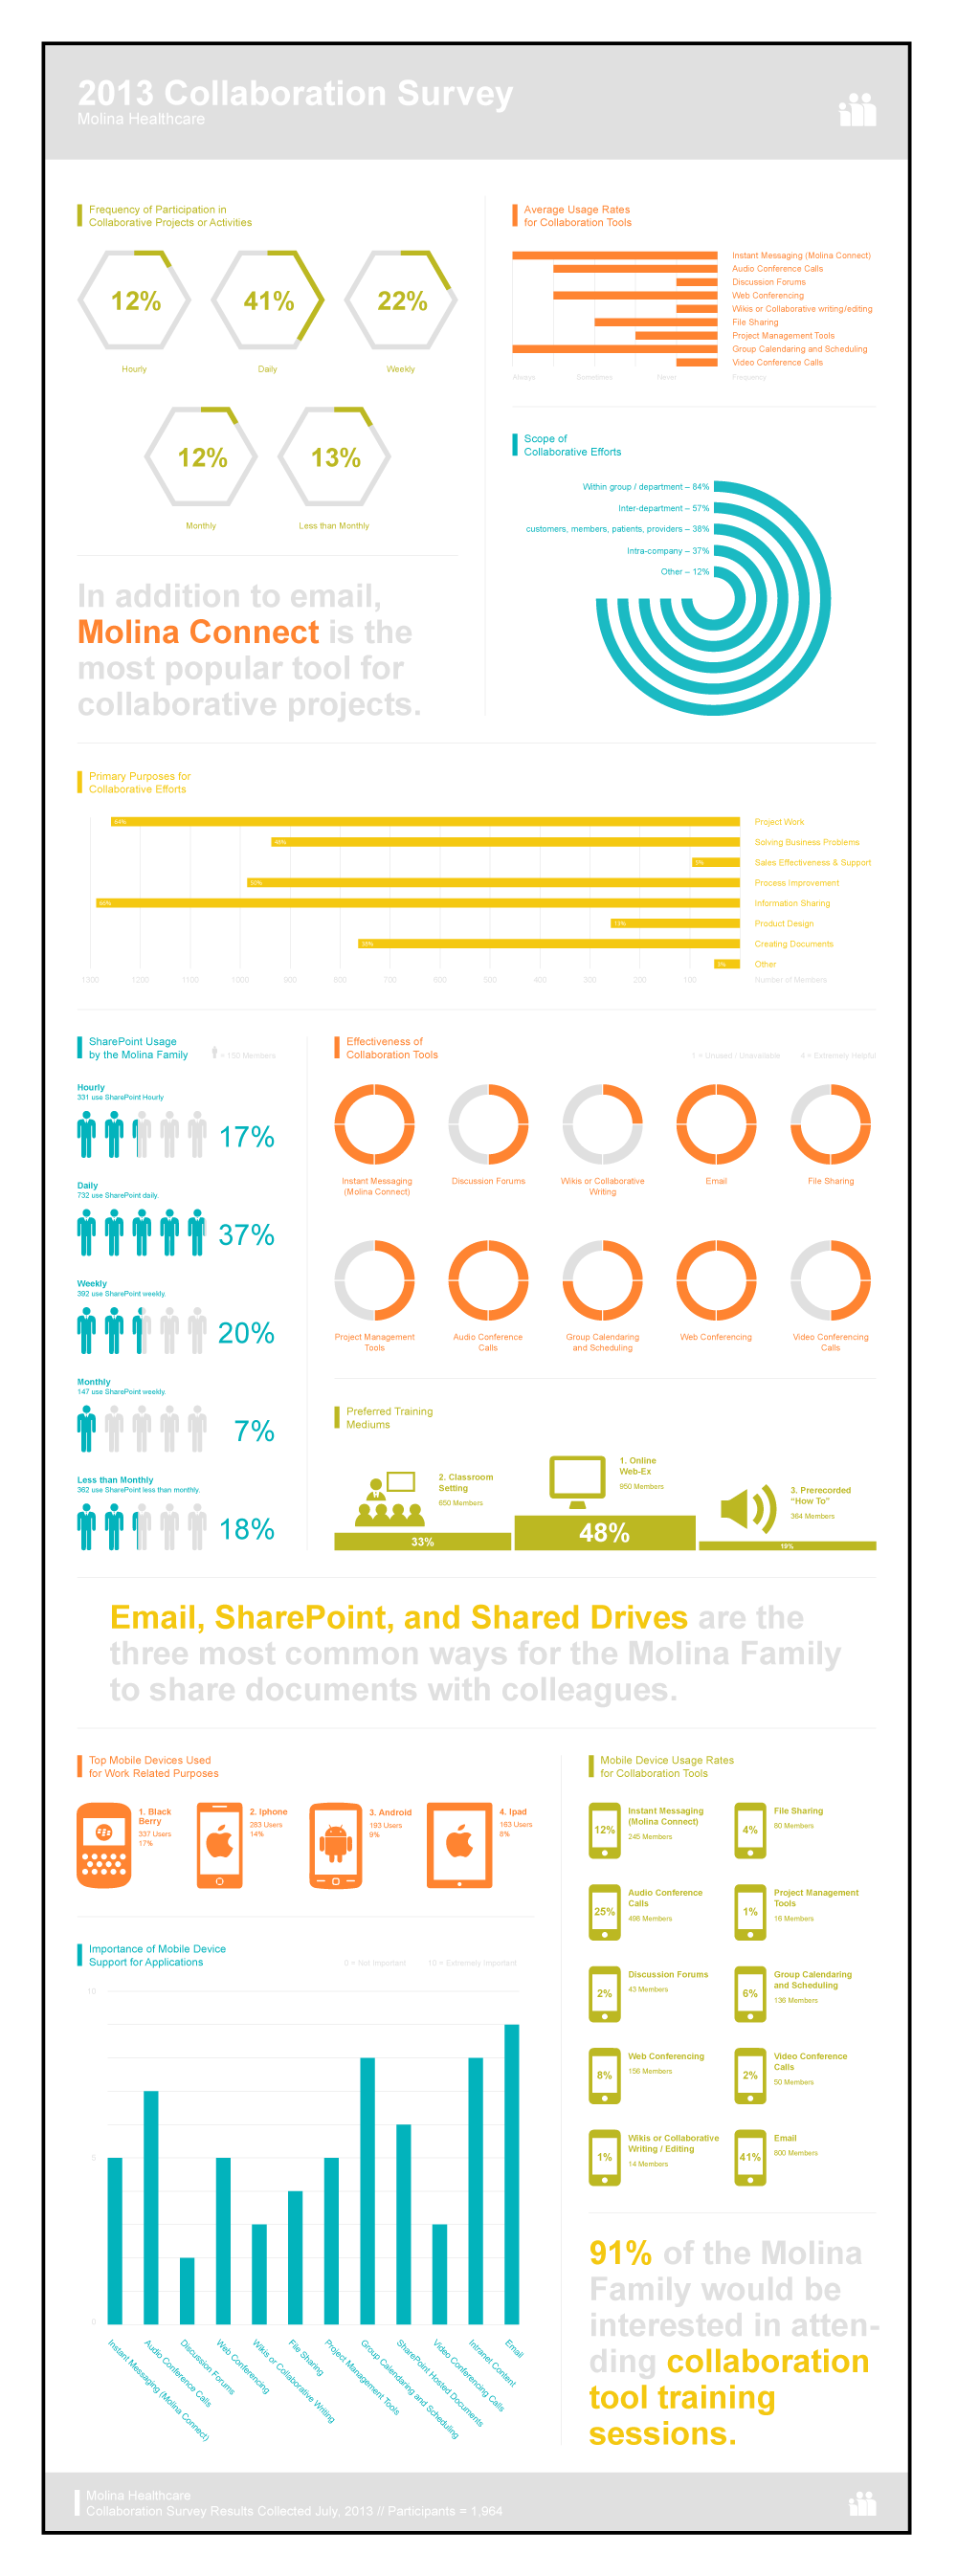 2013 Collaboration Survey
Molina Healthcare
Frequency of Participation in
Collaborative Projects or Activities
12%
41%
22%
Hourly
Daily
Weekly
12%
13%
Monthly
Less than Monthly
In addition to email,
Molina Connect is the
most popular tool for
collaborative projects.
Average Usage Rates
for Collaboration Tools
Instant Messaging (Molina Connect)
Audio Conference Calls
Discussion Forums
Web Conferencing
Wikis or Collaborative writing/editing
File Sharing
Project Management Tools
Group Calendaring and Scheduling
Video Conference Calls
Always Sometimes Never Frequency
Scope of
Collaborative Efforts
Within group / department – 84%
Inter-department – 57%
customers, members, patients, providers – 38%
Intra-company – 37%
Other – 12%
Primary Purposes for
Collaborative Efforts
64% Project Work
48% Solving Business Problems
5% Sales Effectiveness & Support
50% Process Improvement
66% Information Sharing
13% Product Design
39% Creating Documents
3% Other
1300 1200 1100 1000 900 800 700 600 500 400 300 200 100 Number of Members
SharePoint Usage
by the Molina Family
= 150 Members
Hourly
331 use SharePoint Hourly
17%
Daily
732 use SharePoint daily
37%
Weekly
392 use SharePoint weekly.
20%
Monthly
147 use SharePoint weekly.
7%
Less than Monthly
362 use SharePoint less than monthly.
18%
Effectiveness of
Collaboration Tools
1 = Unused / Unavailable 4 = Extremely Helpful
Instant Messaging
(Molina Connect)
Discussion Forums
Wikis or Collaborative
Writing
Email
File Sharing
Project Management
Tools
Audio Conference
Calls
Group Calendaring
and Scheduling
Web Conferencing
Video Conferencing
Calls
Preferred Training
Mediums
2. Classroom
Setting
650 Members
33%
1. Online
Web-Ex
950 Members
48%
3. Prerecorded
“How To”
364 Members
19%
Email, SharePoint, and Shared Drives are the
three most common ways for the Molina Family
to share documents with colleagues.
Top Mobile Devices Used
for Work Related Purposes
1. Black
Berry
337 Users
17%
2. Iphone
283 Users
14%
3. Android
193 Users
9%
4. Ipad
163 Users
8%
Importance of Mobile Device
Support for Applications
0 = Not Important 10 = Extremely Important
10
5
0
Instant Messaging (Molina Connect)
Audio Conference Calls
Discussion Forums
Web Conferencing
Wikis or Collaborative Writing
File Sharing
Project Management Tools
Group Calendaring and Scheduling
SharePoint Hosted Documents
Video Conferencing Calls
Intranet Content
Email
Mobile Device Usage Rates
for Collaboration Tools
12%
Instant Messaging
(Molina Connect)
245 Members
4%
File Sharing
80 Members
25%
Audio Conference
Calls
496 Members
1%
Project Management
Tools
16 Members
2%
Discussion Forums
43 Members
6%
Group Calendaring
and Scheduling
136 Members
8%
Web Conferencing
156 Members
2%
Video Conference
Calls
50 Members
1%
Wikis or Collaborative
Writing / Editing
14 Members
41%
Email
800 Members
91% of the Molina
Family would be
interested in atten-
ding collaboration
tool training
sessions.
Molina Healthcare
Collaboration Survey Results Collected July, 2013 // Participants = 1,964